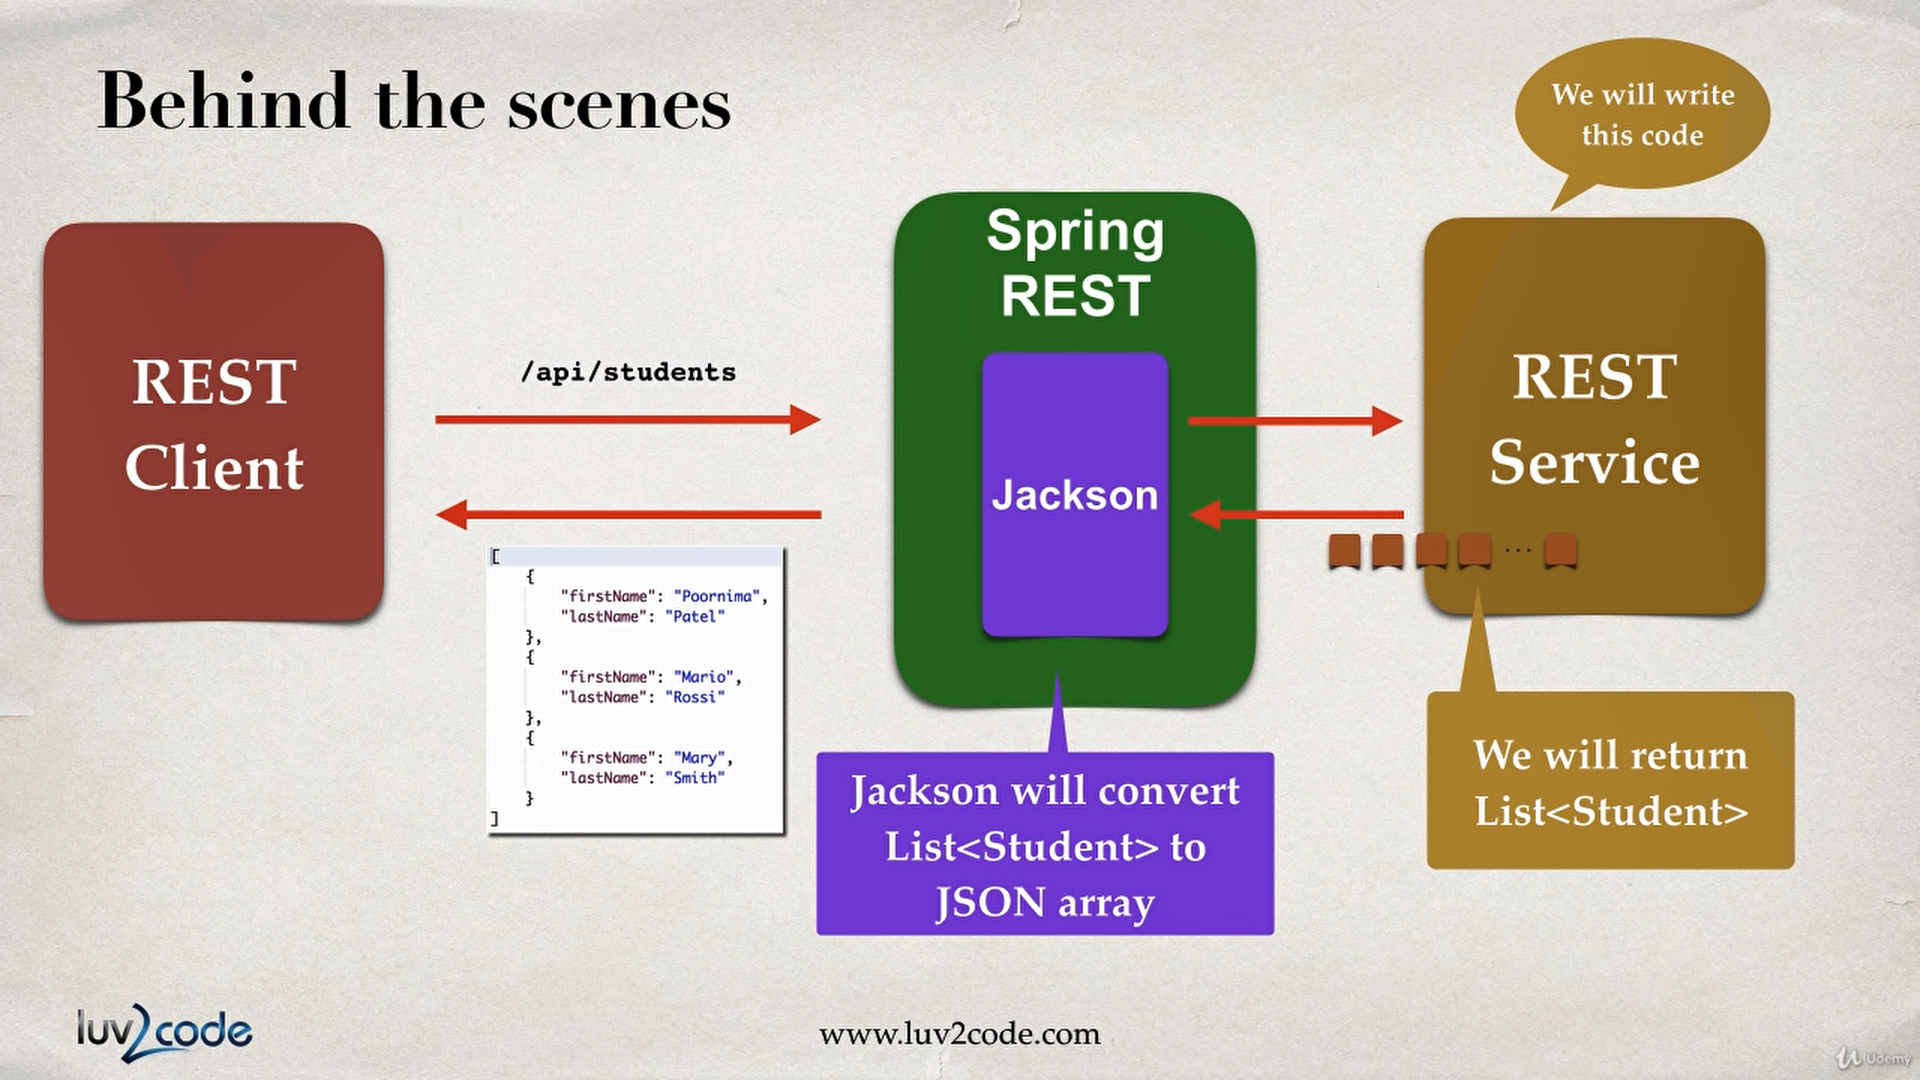 Behind the scenes
We will write
this code
REST
Client
/api/students
[
{
"firstName": "Poornima",
"lastName": "Patel"
},
{
"firstName": "Mario",
"lastName": "Rossi"
},
{
"firstName": "Mary",
"lastName": "Smith"
}
]
Spring
REST
Jackson
Jackson will convert
List<Student> to
JSON array
REST
Service
...
We will return
List<Student>
luv2code
www.luv2code.com
Udemy